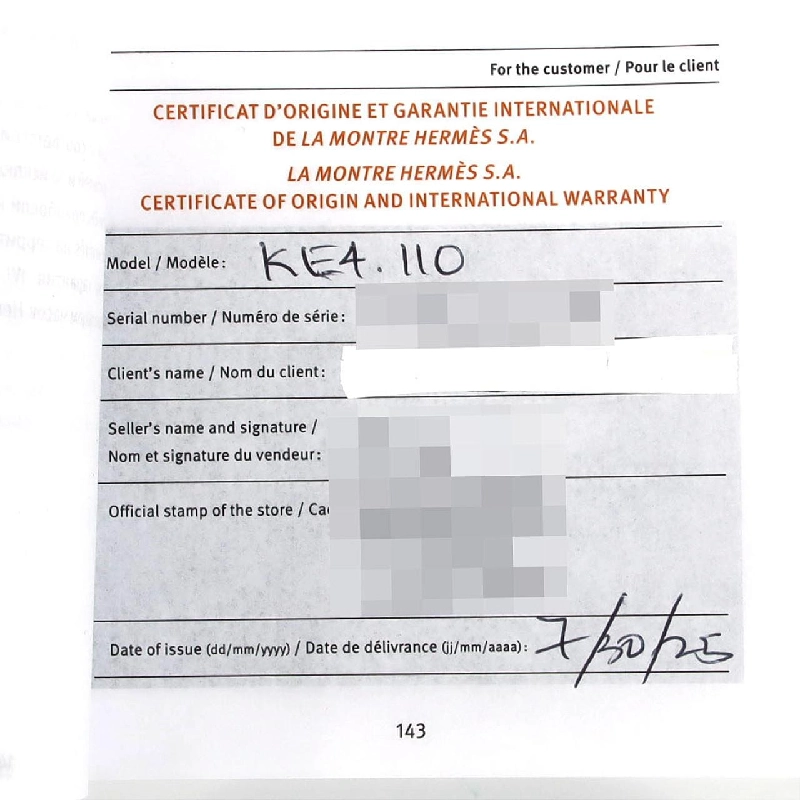 For the customer / Pour le client
CERTIFICAT D'ORIGINE ET GARANTIE INTERNATIONALE
DE LA MONTRE HERMÈS S.A.
LA MONTRE HERMÈS S.A.
CERTIFICATE OF ORIGIN AND INTERNATIONAL WARRANTY
Model / Modèle: KE4.110
Serial number / Numéro de série:
Client's name / Nom du client:
Seller's name and signature /
Nom et signature du vendeur:
Official stamp of the store /
Date of issue (dd/mm/yyyy) / Date de délivrance (jj/mm/aaaa): 7/30/25
143